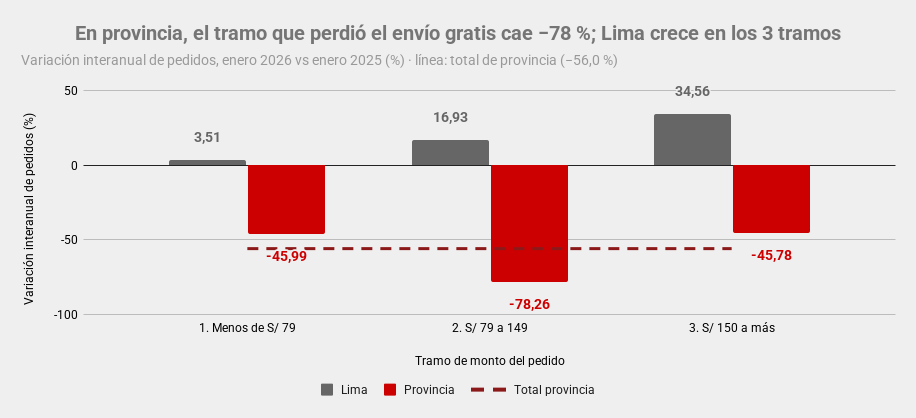 En provincia, el tramo que perdió el envío gratis cae −78 %; Lima crece en los 3 tramos
Variación interanual de pedidos, enero 2026 vs enero 2025 (%) · línea: total de provincia (−56,0 %)
Variación interanual de pedidos (%)
50
0
-50
-100
3,51
16,93
34,56
-45,99
-78,26
-45,78
1. Menos de S/ 79
2. S/ 79 a 149
3. S/ 150 a más
Tramo de monto del pedido
Lima
Provincia
Total provincia